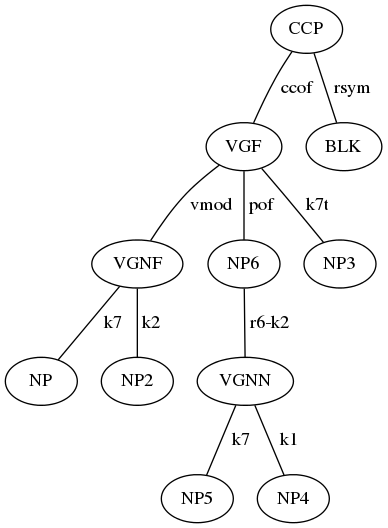 CCP
ccof rsym
VGF BLK
vmod pof k7t
VGNF NP6 NP3
k7 k2 r6-k2
NP NP2 VGNN
k7 k1
NP5 NP4